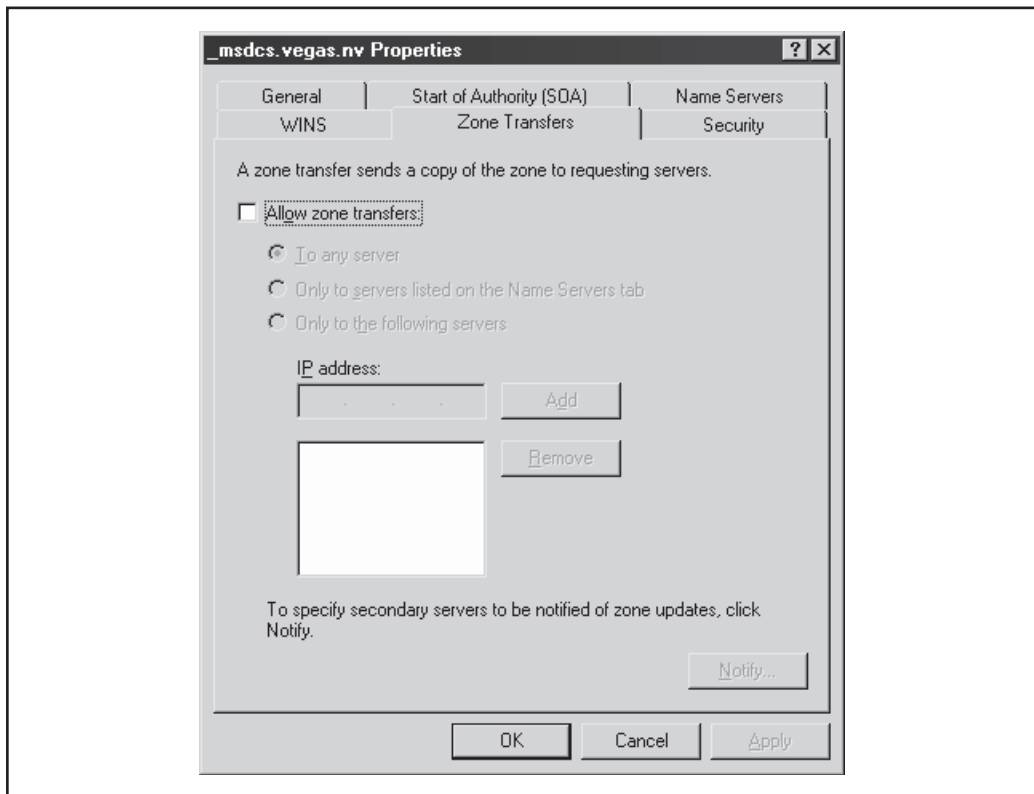 _msdcs.vegas.nv Properties
General
Start of Authority (SOA)
Name Servers
WINS
Zone Transfers
Security
A zone transfer sends a copy of the zone to requesting servers.
Allow zone transfers:
To any server
Only to servers listed on the Name Servers tab
Only to the following servers
IP address:
Add
Remove
To specify secondary servers to be notified of zone updates, click
Notify.
Notify...
OK
Cancel
Apply